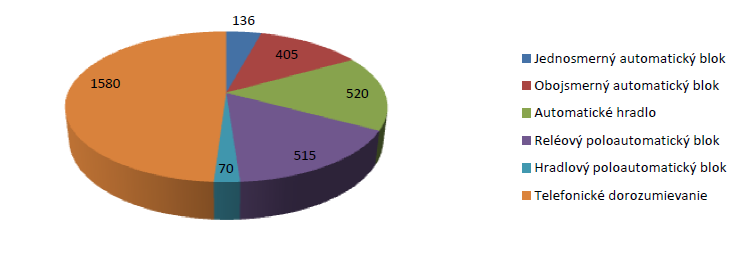 136
405
520
515
70
1580
Jednosmerný automatický blok
Obojsmerný automatický blok
Automatické hradlo
Reléový poloautomatický blok
Hradlový poloautomatický blok
Telefonické dorozumievanie